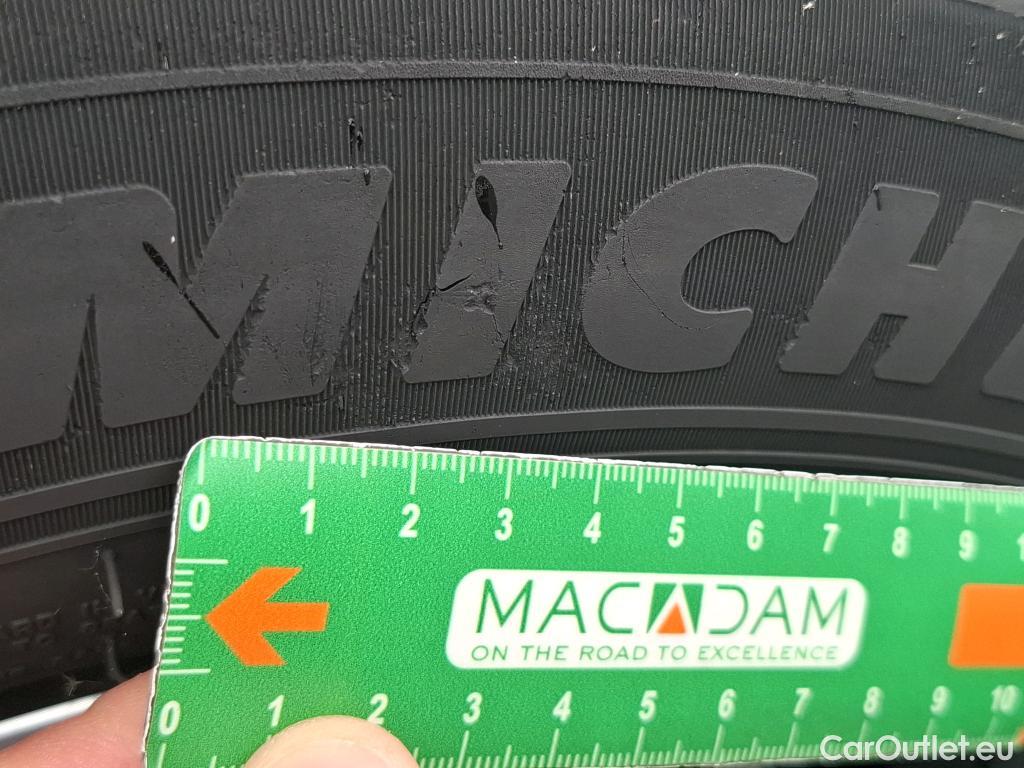 MICH
0 1 2 3 4 5 6 7 8 9
MACADAM
ON THE ROAD TO EXCELLENCE
0 1 2 3 4 5 6 7 8 9 10
CarOutlet.eu